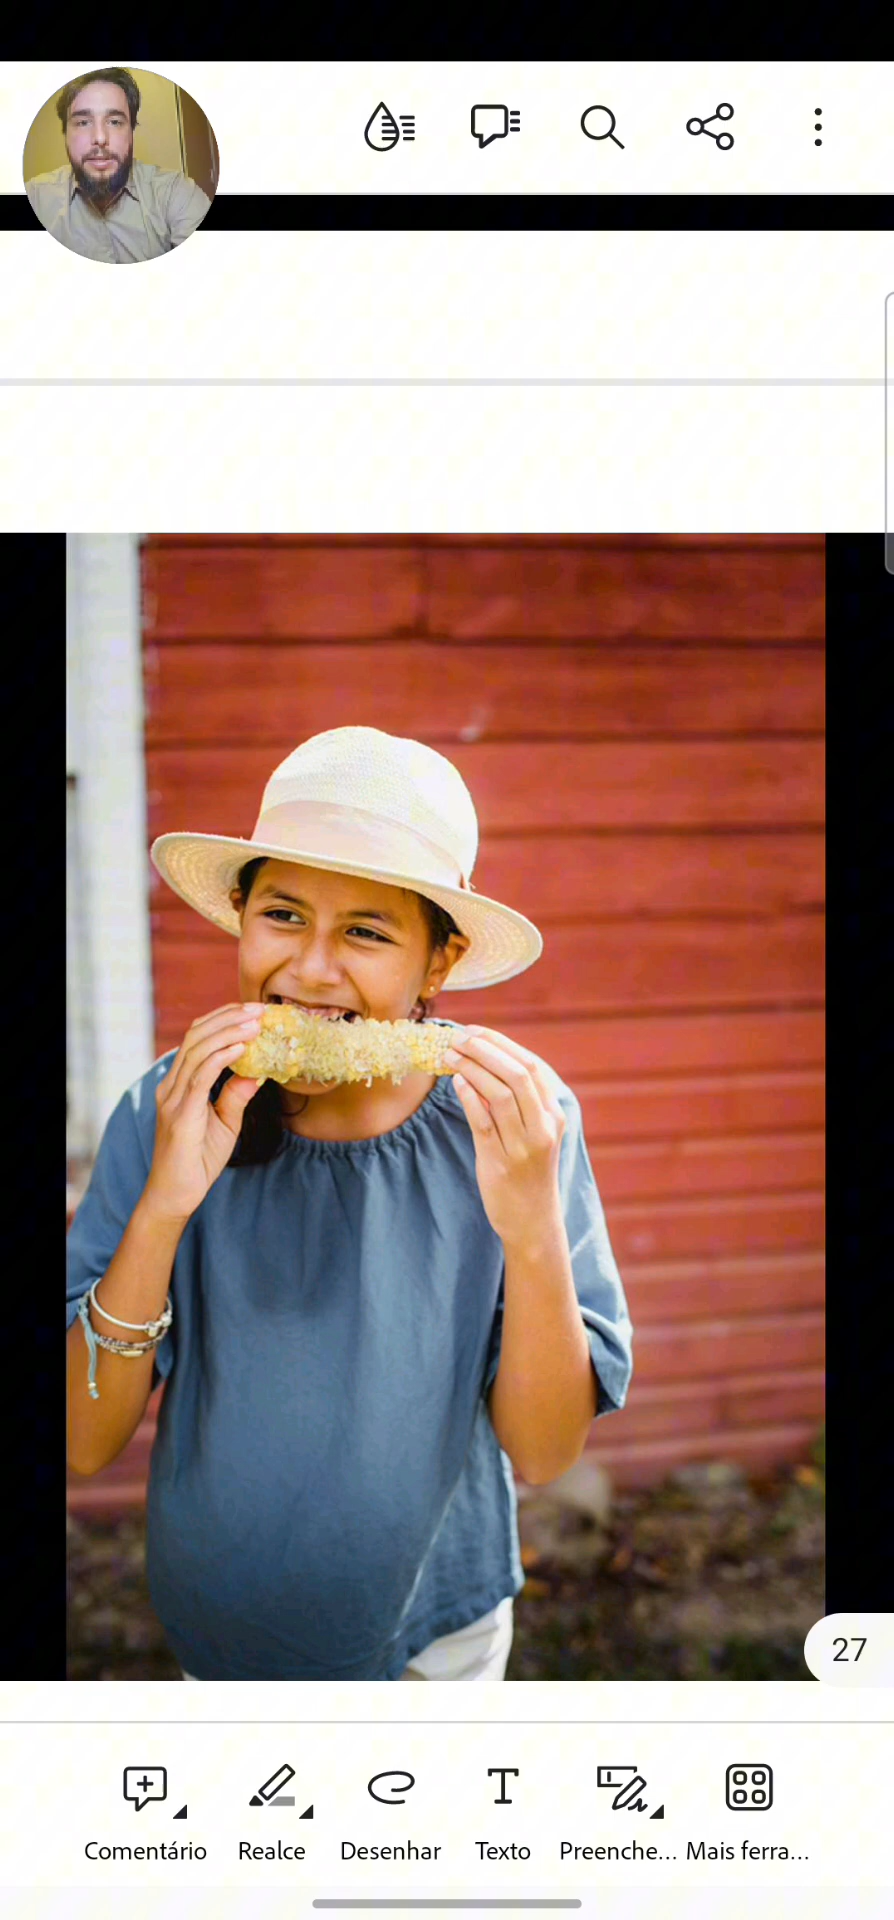 27
Comentário
Realce
Desenhar
T
Texto
Preenche...
Mais ferra...